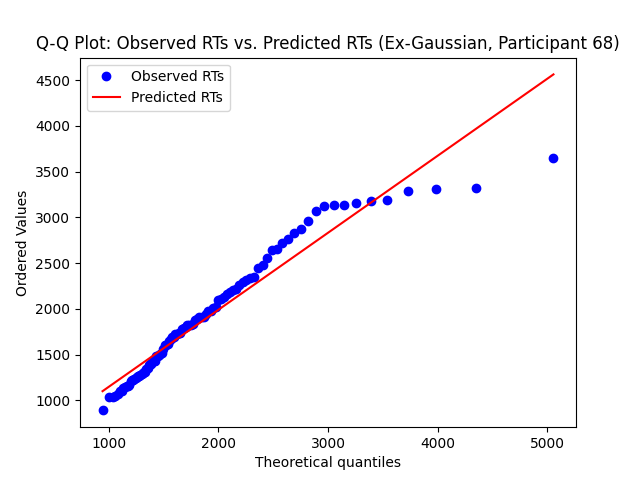 Q-Q Plot: Observed RTs vs. Predicted RTs (Ex-Gaussian, Participant 68)
Observed RTs
Predicted RTs
4500
4000
3500
3000
2500
2000
1500
1000
Ordered Values
1000 2000 3000 4000 5000
Theoretical quantiles